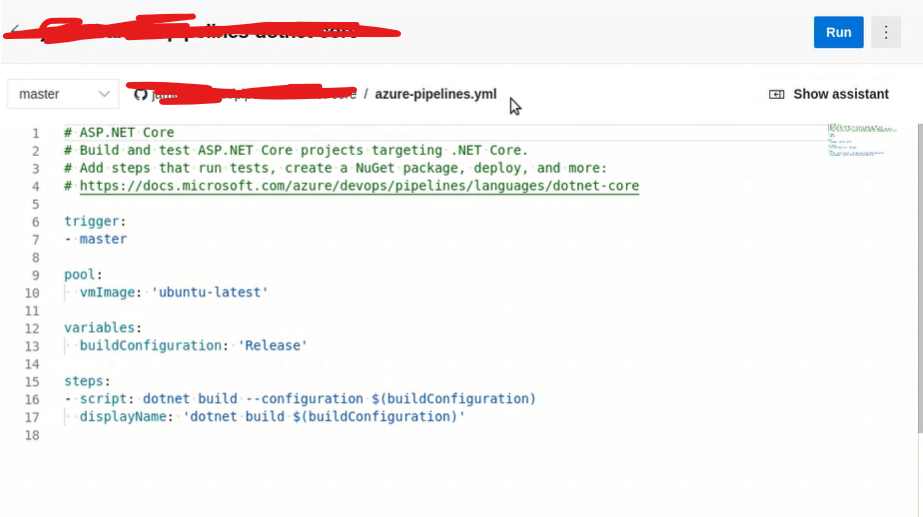 Run
master
/ azure-pipelines.yml
Show assistant
1 # ASP.NET Core
2 # Build and test ASP.NET Core projects targeting .NET Core.
3 # Add steps that run tests, create a NuGet package, deploy, and more:
4 # https://docs.microsoft.com/azure/devops/pipelines/languages/dotnet-core
5
6 trigger:
7 - master
8
9 pool:
10   vmImage: 'ubuntu-latest'
11
12 variables:
13   buildConfiguration: 'Release'
14
15 steps:
16 - script: dotnet build --configuration $(buildConfiguration)
17   displayName: 'dotnet build $(buildConfiguration)'
18